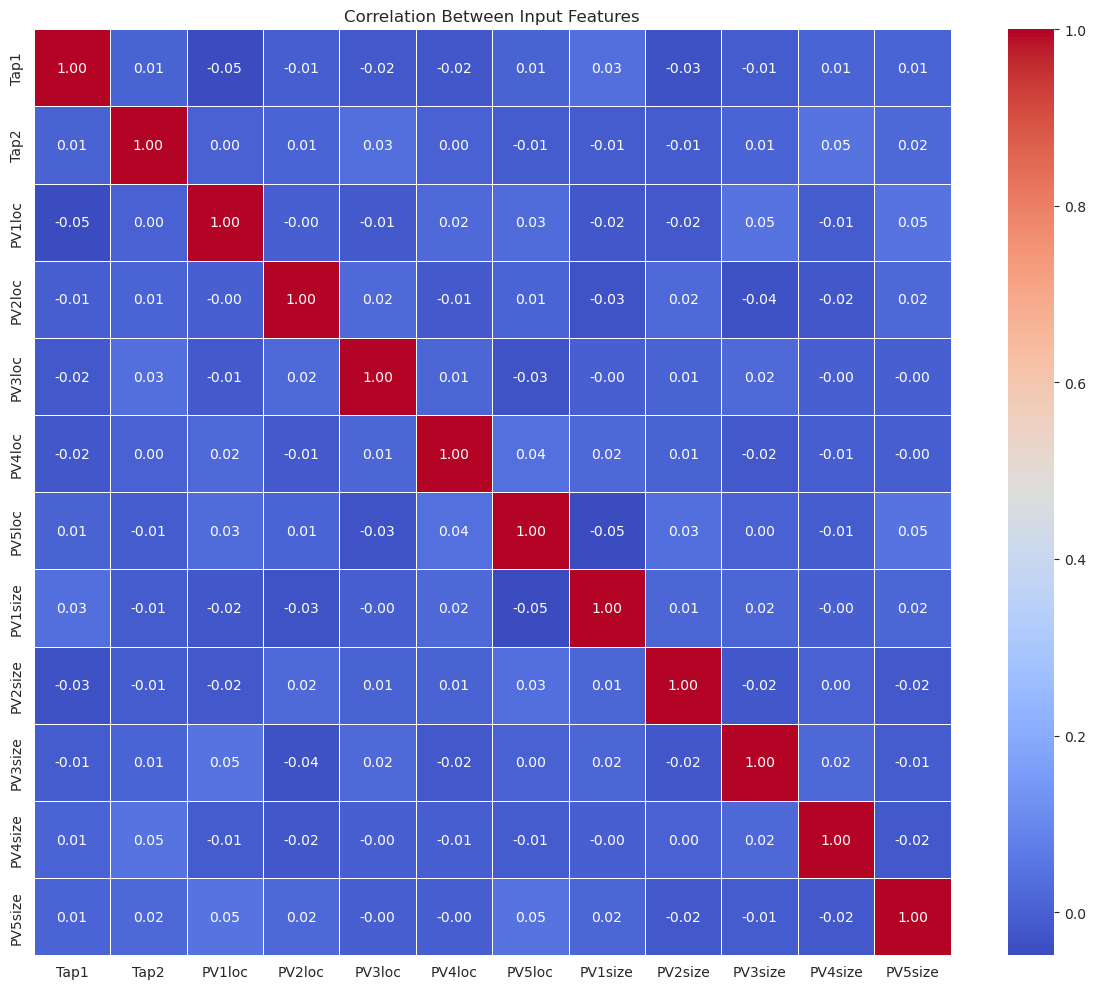 Correlation Between Input Features
Tap1 1.00 0.01 -0.05 -0.01 -0.02 -0.02 0.01 0.03 -0.03 -0.01 0.01 0.01
Tap2 0.01 1.00 0.00 0.01 0.03 0.00 -0.01 -0.01 -0.01 0.01 0.05 0.02
PV1loc -0.05 0.00 1.00 -0.00 -0.01 0.02 0.03 -0.02 -0.02 0.05 -0.01 0.05
PV2loc -0.01 0.01 -0.00 1.00 0.02 -0.01 0.01 -0.03 0.02 -0.04 -0.02 0.02
PV3loc -0.02 0.03 -0.01 0.02 1.00 0.01 -0.03 -0.00 0.01 0.02 -0.00 -0.00
PV4loc -0.02 0.00 0.02 -0.01 0.01 1.00 0.04 0.02 0.01 -0.02 -0.01 -0.00
PV5loc 0.01 -0.01 0.03 0.01 -0.03 0.04 1.00 -0.05 0.03 0.00 -0.01 0.05
PV1size 0.03 -0.01 -0.02 -0.03 -0.00 0.02 -0.05 1.00 0.01 0.02 -0.00 0.02
PV2size -0.03 -0.01 -0.02 0.02 0.01 0.01 0.03 0.01 1.00 -0.02 0.00 -0.02
PV3size -0.01 0.01 0.05 -0.04 0.02 -0.02 0.00 0.02 -0.02 1.00 0.02 -0.01
PV4size 0.01 0.05 -0.01 -0.02 -0.00 -0.01 -0.01 -0.00 0.00 0.02 1.00 -0.02
PV5size 0.01 0.02 0.05 0.02 -0.00 -0.00 0.05 0.02 -0.02 -0.01 -0.02 1.00
Tap1 Tap2 PV1loc PV2loc PV3loc PV4loc PV5loc PV1size PV2size PV3size PV4size PV5size
1.0
0.8
0.6
0.4
0.2
0.0